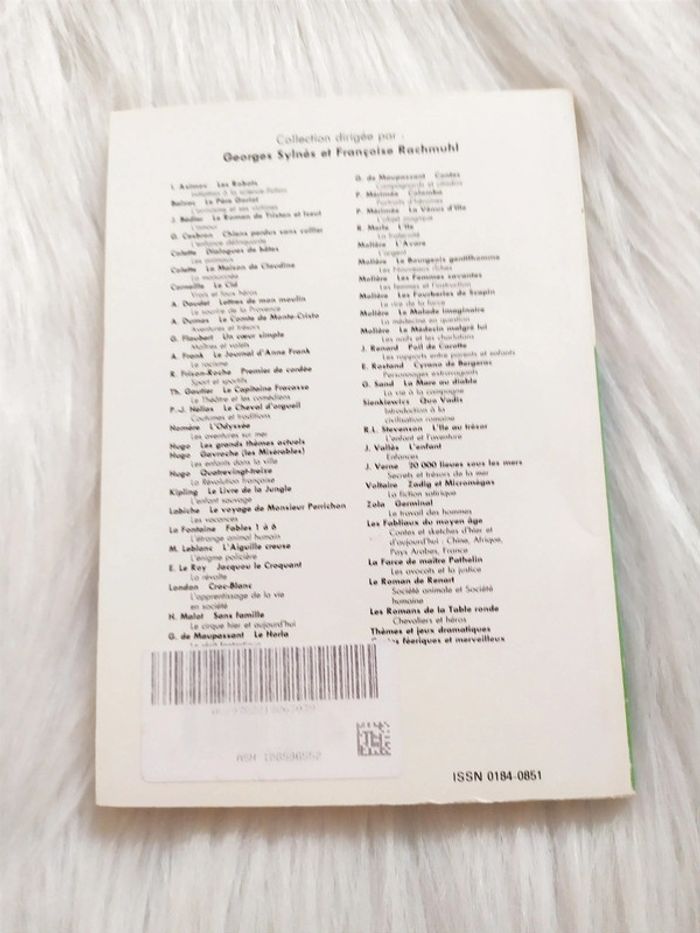 Collection dirigée par :
Georges Sylnès et Françoise Rachmuhl
I. Asimov Les Robots
Initiation à la science-fiction
Balzac Le Père Goriot
L'arriviste et ses victimes
J. Bédier Le Roman de Tristan et Iseut
L'amour
G. Cesbron Chiens perdus sans collier
L'enfance délinquante
Colette Dialogues de bêtes
Les animaux
Colette La Maison de Claudine
La maisonnée
Corneille Le Cid
Vrais et faux héros
A. Daudet Lettres de mon moulin
Le sourire de la Provence
A. Dumas Le Comte de Monte-Cristo
Aventures et trésors
G. Flaubert Un cœur simple
Maîtres et valets
A. Frank Le Journal d'Anne Frank
Le racisme
R. Frison-Roche Premier de cordée
Sport et sportifs
Th. Gautier Le Capitaine Fracasse
Le Théâtre et les comédiens
P.-J. Hélias Le Cheval d'orgueil
Coutumes et traditions
Homère L'Odyssée
Les aventures sur mer
Hugo Les grands thèmes actuels
Hugo Gavroche (les Misérables)
Les enfants dans la ville
Hugo Quatrevingt-treize
La Révolution française
Kipling Le Livre de la Jungle
L'enfant sauvage
Labiche Le voyage de Monsieur Perrichon
Les vacances
La Fontaine Fables 1 à 6
L'étrange animal humain
M. Leblanc L'Aiguille creuse
L'énigme policière
E. Le Roy Jacquou le Croquant
La révolte
London Croc-Blanc
L'apprentissage de la vie
en société
H. Malot Sans famille
Le cirque hier et aujourd'hui
G. de Maupassant Le Horla
Le récit fantastique
G. de Maupassant Contes
Campagnards et citadins
P. Mérimée Colomba
Portraits d'héroïnes
P. Mérimée La Vénus d'Ille
L'objet magique
R. Merle L'Ile
La fraternité
Molière L'Avare
L'argent
Molière Le Bourgeois gentilhomme
Les Nouveaux riches
Molière Les Femmes savantes
Les femmes et l'instruction
Molière Les Fourberies de Scapin
Le rire de la farce
Molière Le Malade imaginaire
La médecine en question
Molière Le Médecin malgré lui
Les naïfs et les charlatans
J. Renard Poil de Carotte
Les rapports entre parents et enfants
E. Rostand Cyrano de Bergerac
Personnages extravagants
G. Sand La Mare au diable
La vie à la campagne
Sienkiewics Quo Vadis
Introduction à la
civilisation romaine
R.L. Stevenson L'Ile au trésor
L'enfant et l'aventure
J. Vallès L'enfant
Enfances
J. Verne 20 000 lieues sous les mers
Secrets et trésors de la mer
Voltaire Zadig et Micromégas
La fiction satirique
Zola Germinal
Le travail des hommes
Les Fabliaux du moyen âge
Contes et sketches d'hier et
d'aujourd'hui : Chine, Afrique,
Pays Arabes, France
La Farce de maître Pathelin
Les avocats et la justice
Le Roman de Renart
Société animale et Société
humaine
Les Romans de la Table ronde
Chevaliers et héros
Thèmes et jeux dramatiques
féeriques et merveilleux
ISSN 0184-0851